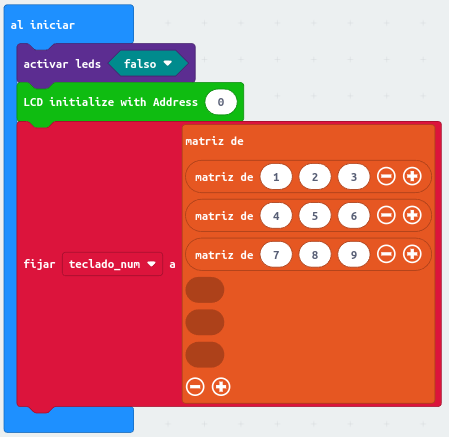 al iniciar
activar leds falso
LCD initialize with Address 0
matriz de
matriz de 1 2 3
matriz de 4 5 6
matriz de 7 8 9
fijar teclado_num a